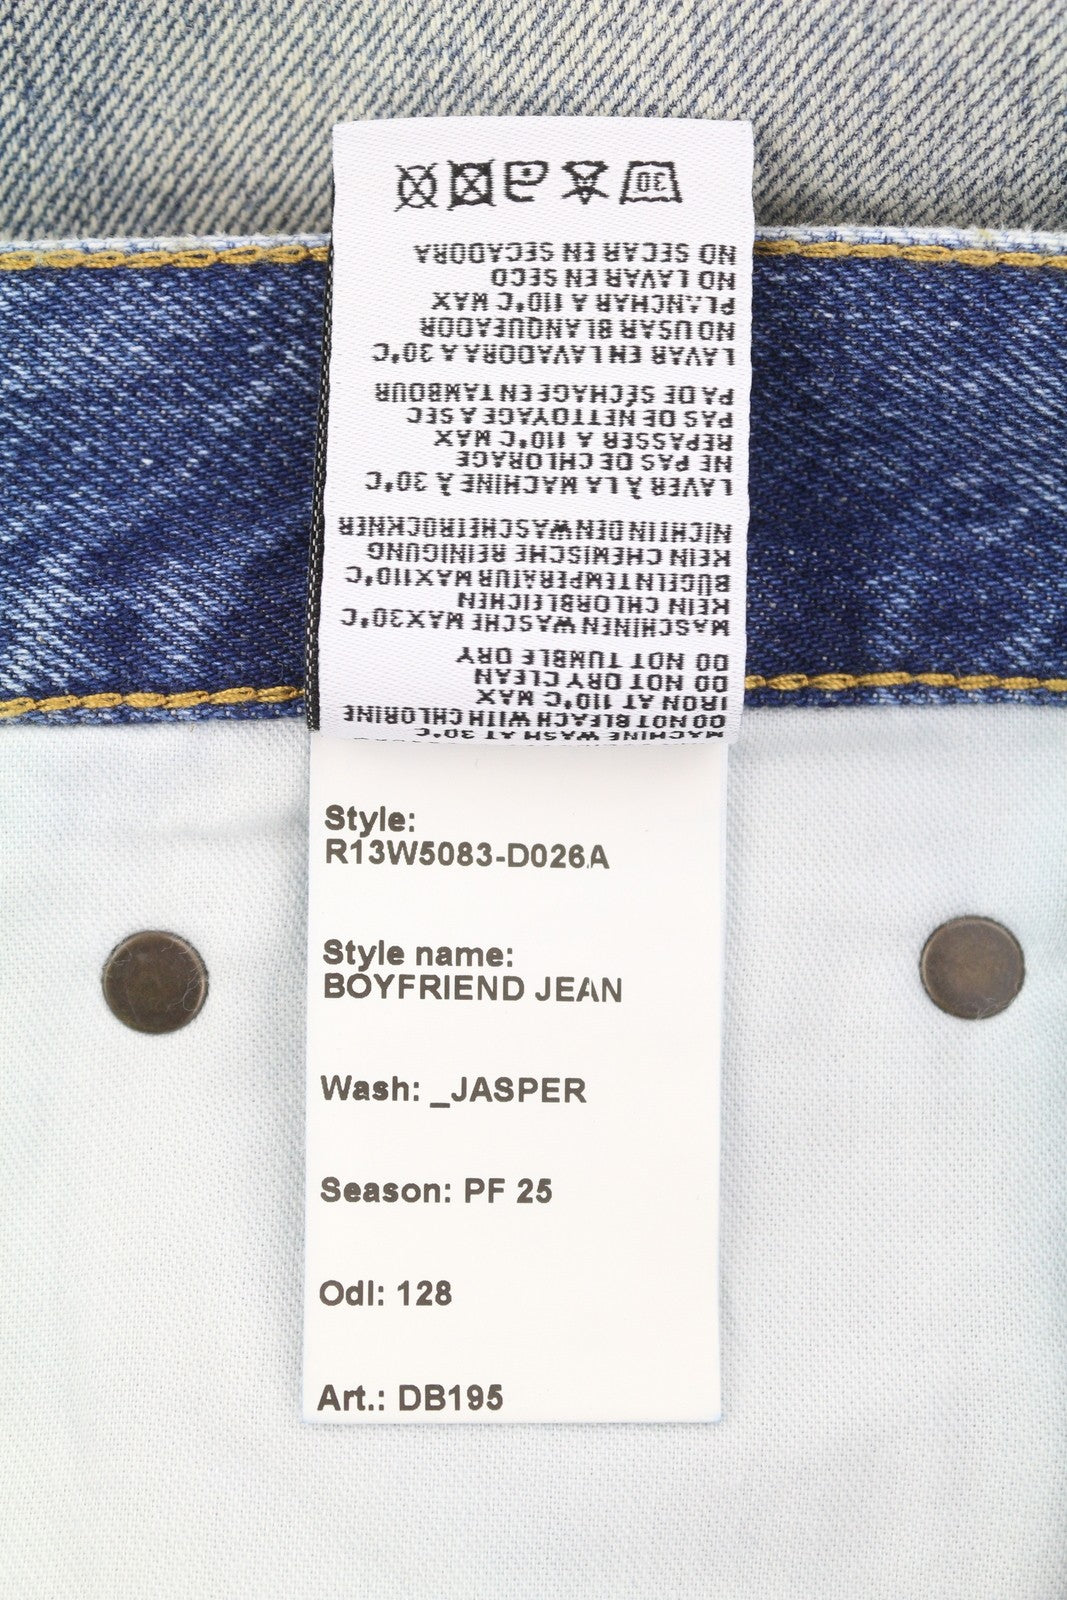 MACHINE WASH AT 30°C
DO NOT BLEACH WITH CHLORINE
IRON AT 110°C MAX
DO NOT DRY CLEAN
DO NOT TUMBLE DRY
MASCHINEN WASCHE MAX30°C
KEIN CHLORBLEICHEN
BÜGELN TEMPERATUR MAX110°C
KEIN CHEMISCHE REINIGUNG
NICHT IN DEN WASCHETROCKNER
LAVER À LA MACHINE À 30°C
NE PAS DE CHLORAGE
REPASSER A 110°C MAX
PAS DE NETTOYAGE A SEC
PA DE SÉCHAGE EN TAMBOUR
LAVAR EN LAVADORA A 30°C
NO USAR BLANQUEADOR
PLANCHAR A 110°C MAX
NO LAVAR EN SECO
NO SECAR EN SECADORA
30
Style:
R13W5083-D026A
Style name:
BOYFRIEND JEAN
Wash: _JASPER
Season: PF 25
Odl: 128
Art.: DB195